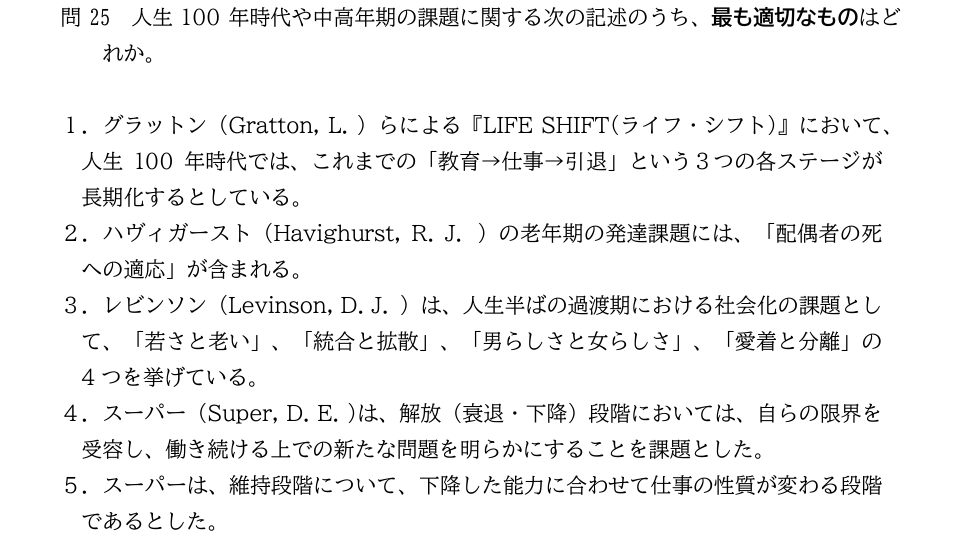 問 25　人生 100 年時代や中高年期の課題に関する次の記述のうち、最も適切なものはど
れか。
１．グラットン（Gratton, L. ）らによる『LIFE SHIFT(ライフ・シフト)』において、
人生 100 年時代では、これまでの「教育→仕事→引退」という３つの各ステージが
長期化するとしている。
２．ハヴィガースト（Havighurst, R. J. ）の老年期の発達課題には、「配偶者の死
への適応」が含まれる。
３．レビンソン（Levinson, D. J. ）は、人生半ばの過渡期における社会化の課題とし
て、「若さと老い」、「統合と拡散」、「男らしさと女らしさ」、「愛着と分離」の
４つを挙げている。
４．スーパー（Super, D. E. )は、解放（衰退・下降）段階においては、自らの限界を
受容し、働き続ける上での新たな問題を明らかにすることを課題とした。
５．スーパーは、維持段階について、下降した能力に合わせて仕事の性質が変わる段階
であるとした。